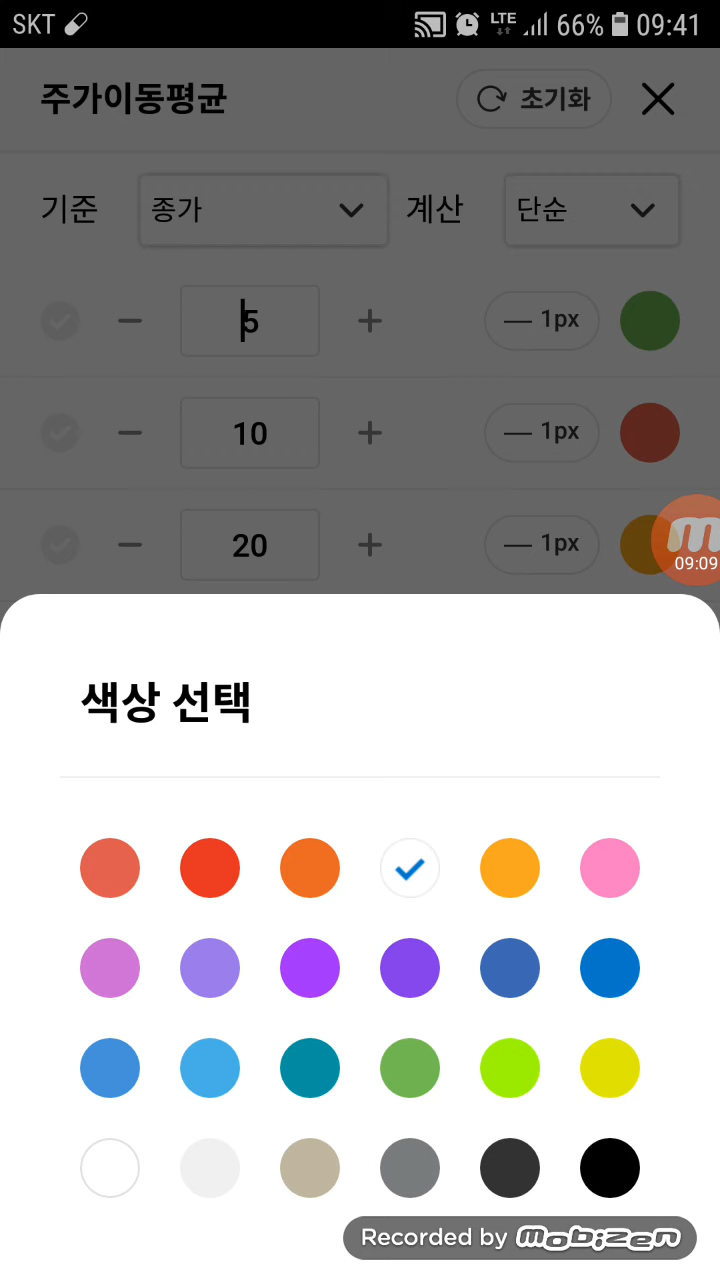 SKT LTE 66% 09:41
주가이동평균 초기화
기준 종가 계산 단순
5 1px
10 1px
20 1px
09:09
색상 선택
Recorded by mobizen